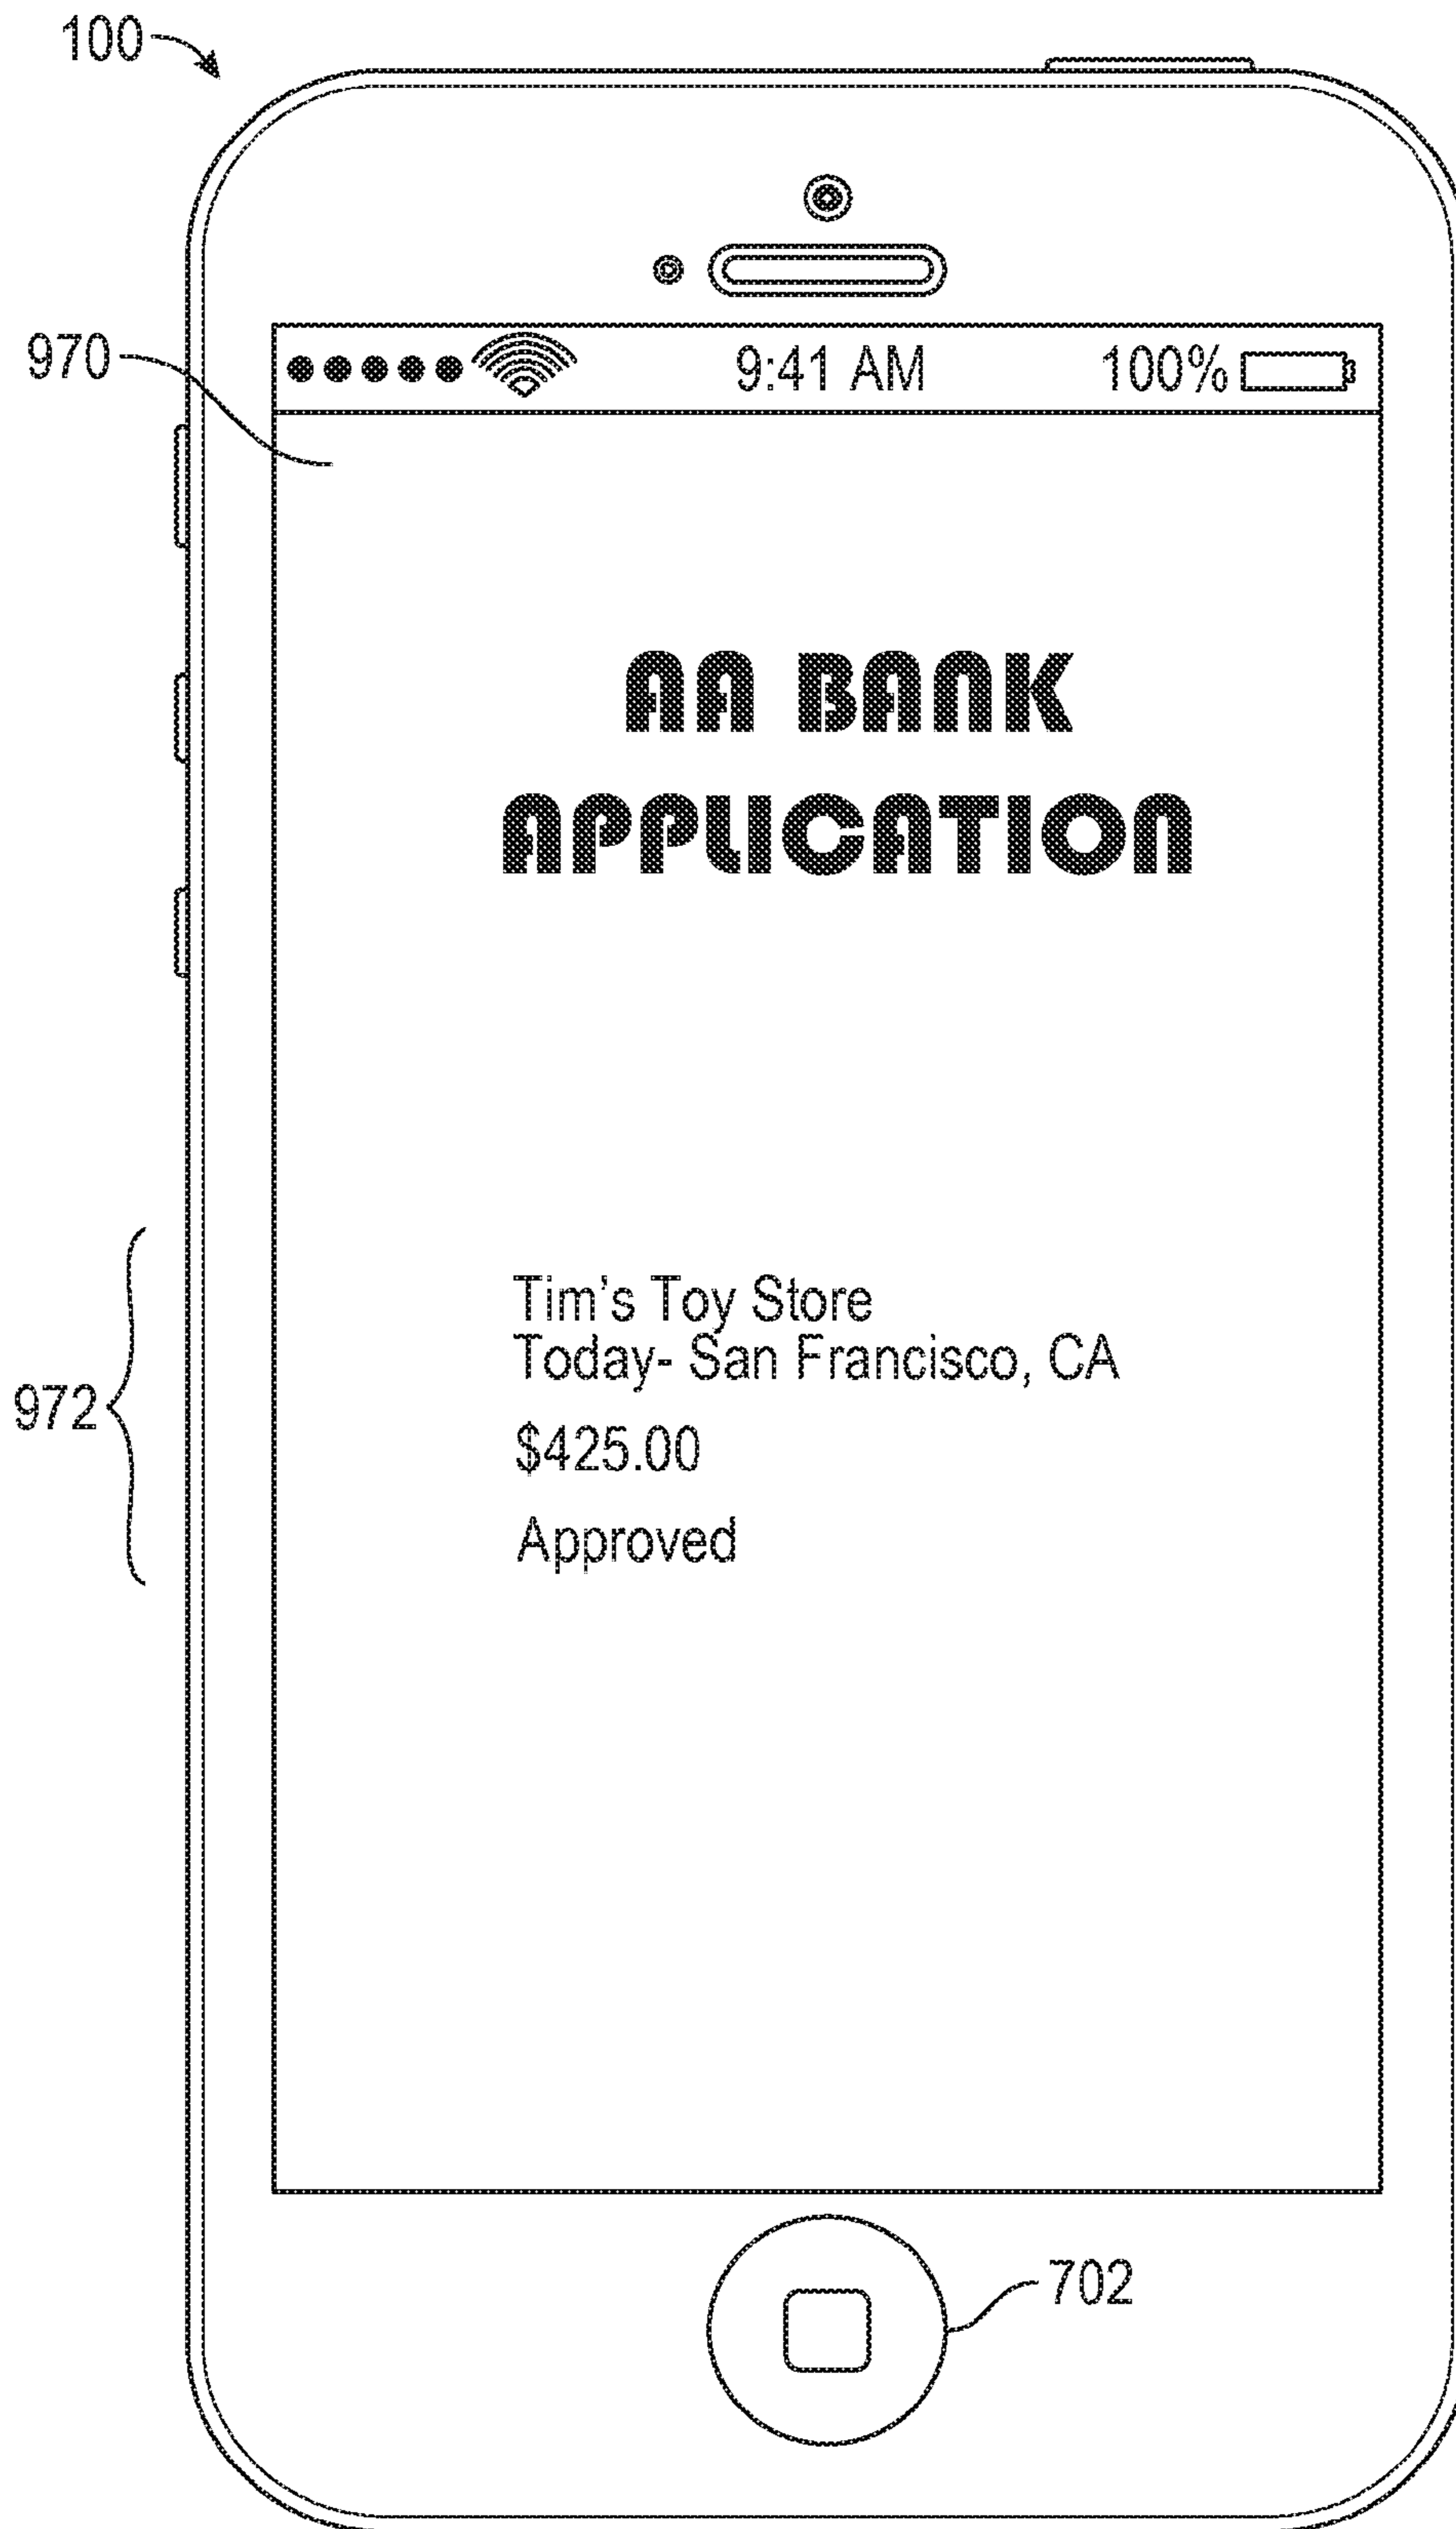 100
970
9:41 AM 100%
AA BANK
APPLICATION
972
Tim's Toy Store
Today- San Francisco, CA
$425.00
Approved
702